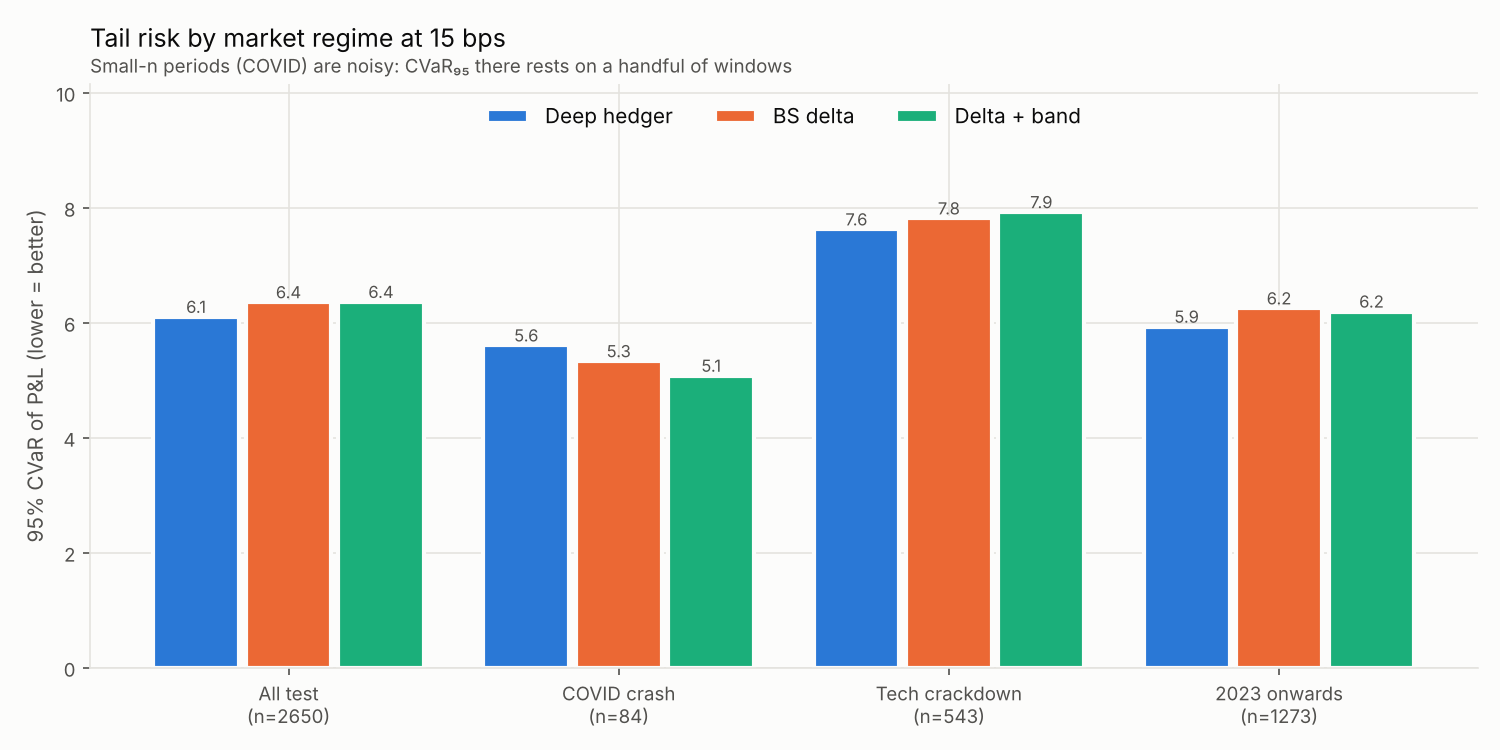 Tail risk by market regime at 15 bps
Small-n periods (COVID) are noisy: CVaR₉₅ there rests on a handful of windows
Deep hedger BS delta Delta + band
95% CVaR of P&L (lower = better)
10
8
6
4
2
0
6.1 6.4 6.4
5.6 5.3 5.1
7.6 7.8 7.9
5.9 6.2 6.2
All test
(n=2650)
COVID crash
(n=84)
Tech crackdown
(n=543)
2023 onwards
(n=1273)